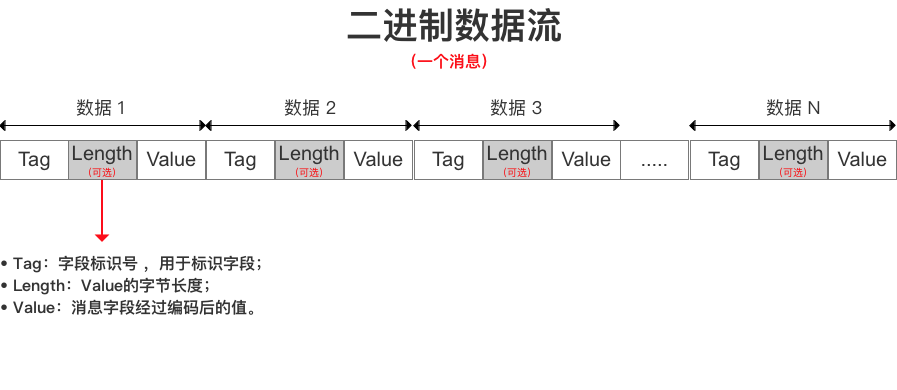 二进制数据流
(一个消息)
数据 1 数据 2 数据 3 数据 N
Tag Length Value Tag Length Value Tag Length Value ..... Tag Length Value
(可选) (可选) (可选) (可选)
• Tag：字段标识号 ，用于标识字段；
• Length：Value的字节长度；
• Value：消息字段经过编码后的值。